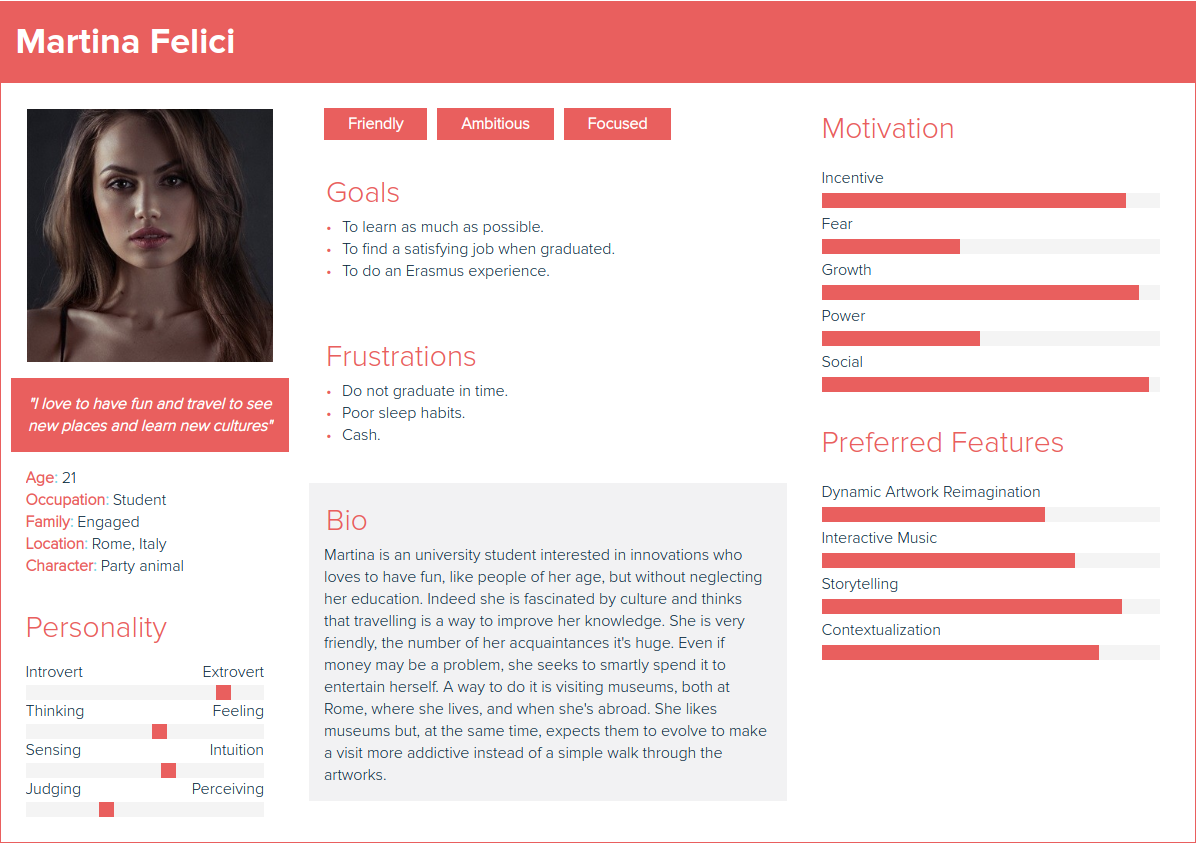 Martina Felici
"I love to have fun and travel to see
new places and learn new cultures"
Age: 21
Occupation: Student
Family: Engaged
Location: Rome, Italy
Character: Party animal
Personality
Introvert Extrovert
Thinking Feeling
Sensing Intuition
Judging Perceiving
Friendly Ambitious Focused
Goals
• To learn as much as possible.
• To find a satisfying job when graduated.
• To do an Erasmus experience.
Frustrations
• Do not graduate in time.
• Poor sleep habits.
• Cash.
Bio
Martina is an university student interested in innovations who
loves to have fun, like people of her age, but without neglecting
her education. Indeed she is fascinated by culture and thinks
that travelling is a way to improve her knowledge. She is very
friendly, the number of her acquaintances it's huge. Even if
money may be a problem, she seeks to smartly spend it to
entertain herself. A way to do it is visiting museums, both at
Rome, where she lives, and when she's abroad. She likes
museums but, at the same time, expects them to evolve to make
a visit more addictive instead of a simple walk through the
artworks.
Motivation
Incentive
Fear
Growth
Power
Social
Preferred Features
Dynamic Artwork Reimagination
Interactive Music
Storytelling
Contextualization